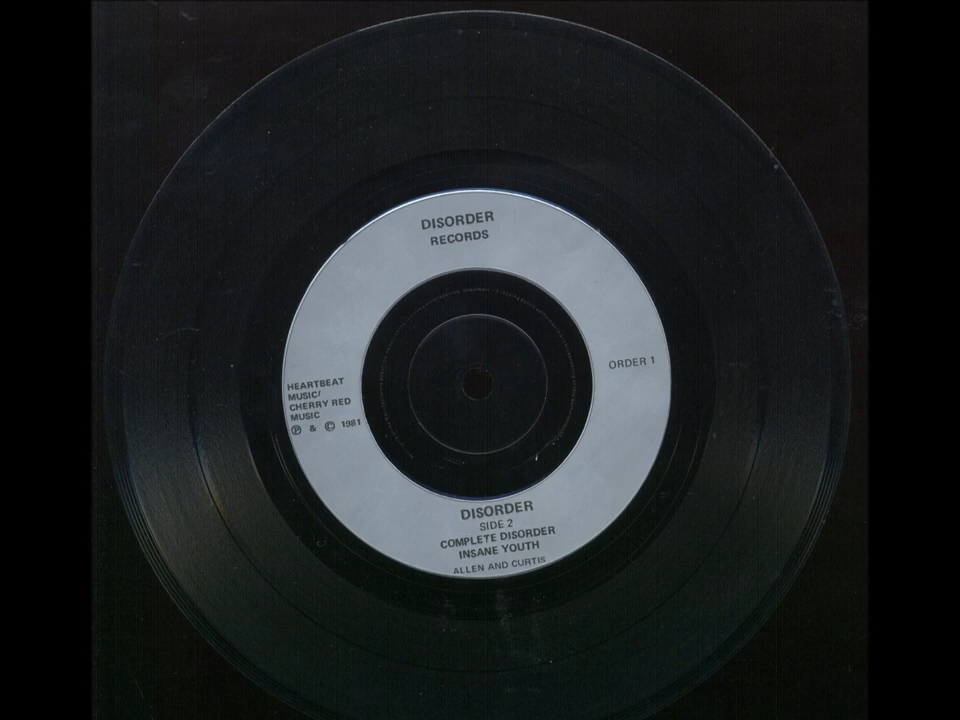 DISORDER
RECORDS
ORDER 1
HEARTBEAT
MUSIC/
CHERRY RED
MUSIC
Ⓟ & © 1981
DISORDER
SIDE 2
COMPLETE DISORDER
INSANE YOUTH
ALLEN AND CURTIS